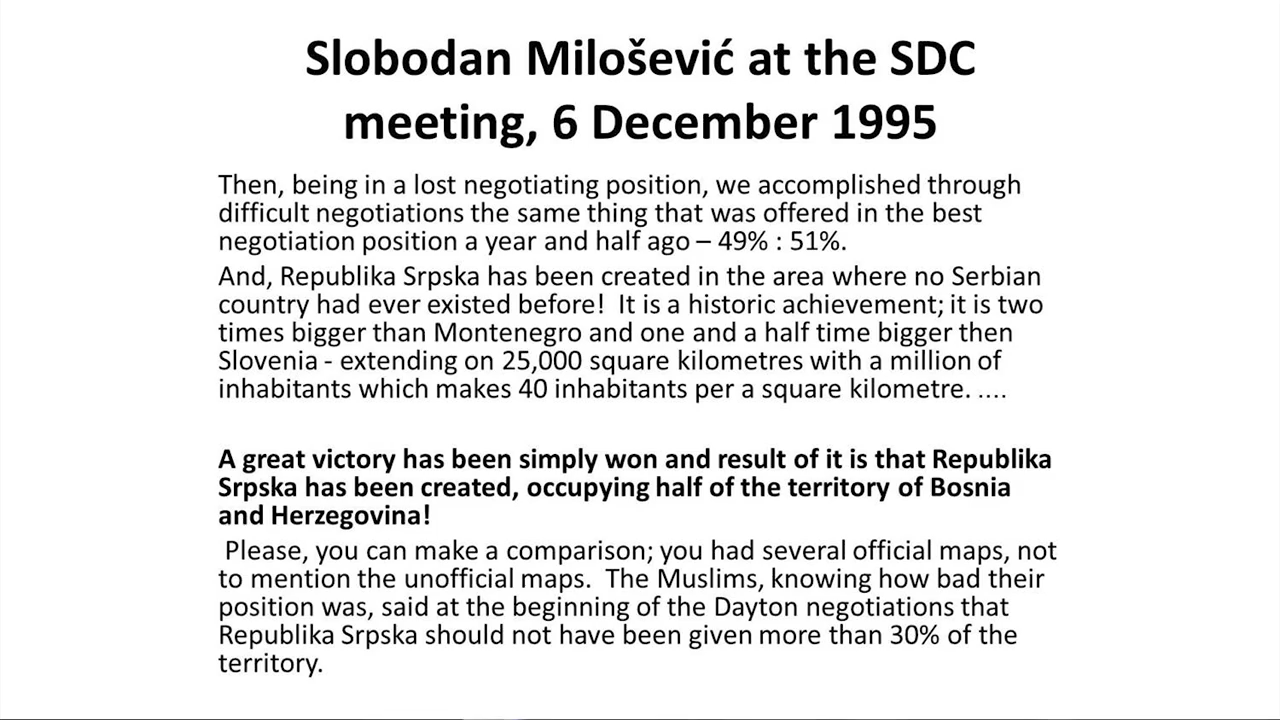 Slobodan Milošević at the SDC
meeting, 6 December 1995
Then, being in a lost negotiating position, we accomplished through
difficult negotiations the same thing that was offered in the best
negotiation position a year and half ago – 49% : 51%.
And, Republika Srpska has been created in the area where no Serbian
country had ever existed before!  It is a historic achievement; it is two
times bigger than Montenegro and one and a half time bigger then
Slovenia - extending on 25,000 square kilometres with a million of
inhabitants which makes 40 inhabitants per a square kilometre. ....
A great victory has been simply won and result of it is that Republika
Srpska has been created, occupying half of the territory of Bosnia
and Herzegovina!
Please, you can make a comparison; you had several official maps, not
to mention the unofficial maps.  The Muslims, knowing how bad their
position was, said at the beginning of the Dayton negotiations that
Republika Srpska should not have been given more than 30% of the
territory.